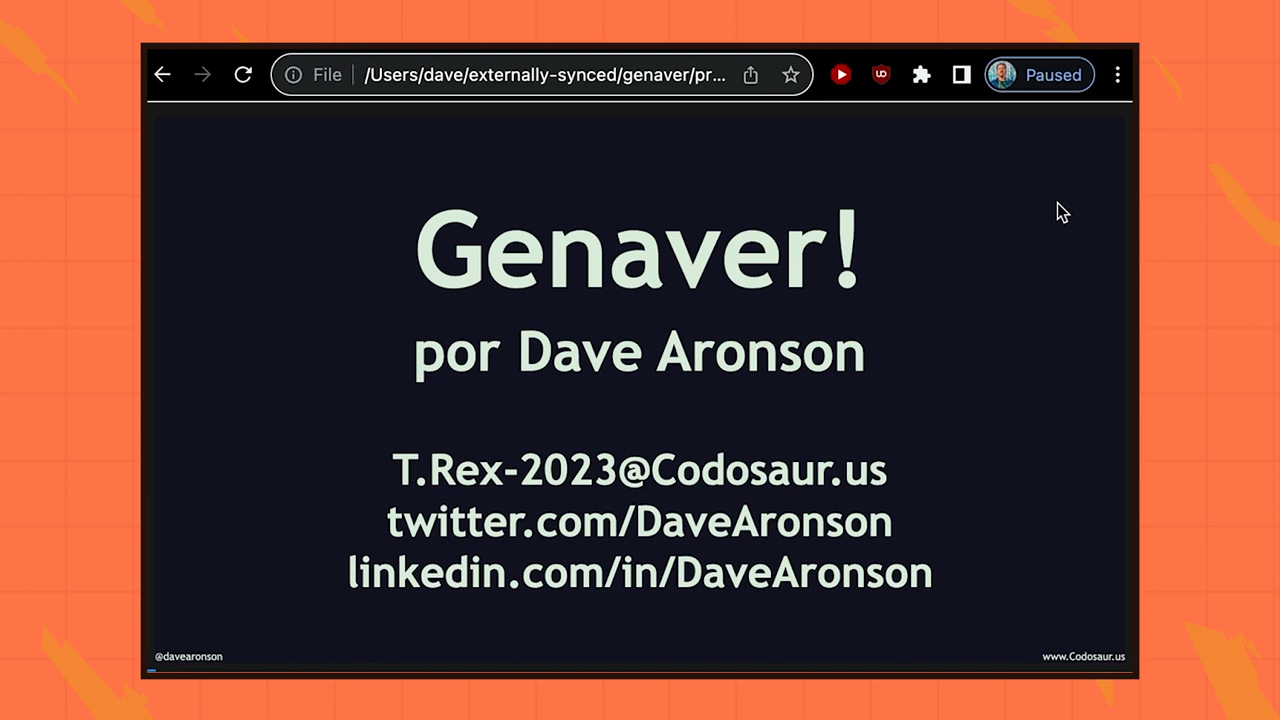 File
/Users/dave/externally-synced/genaver/pr...
UD
Paused
Genaver!
por Dave Aronson
T.Rex-2023@Codosaur.us
twitter.com/DaveAronson
linkedin.com/in/DaveAronson
@davearonson
www.Codosaur.us